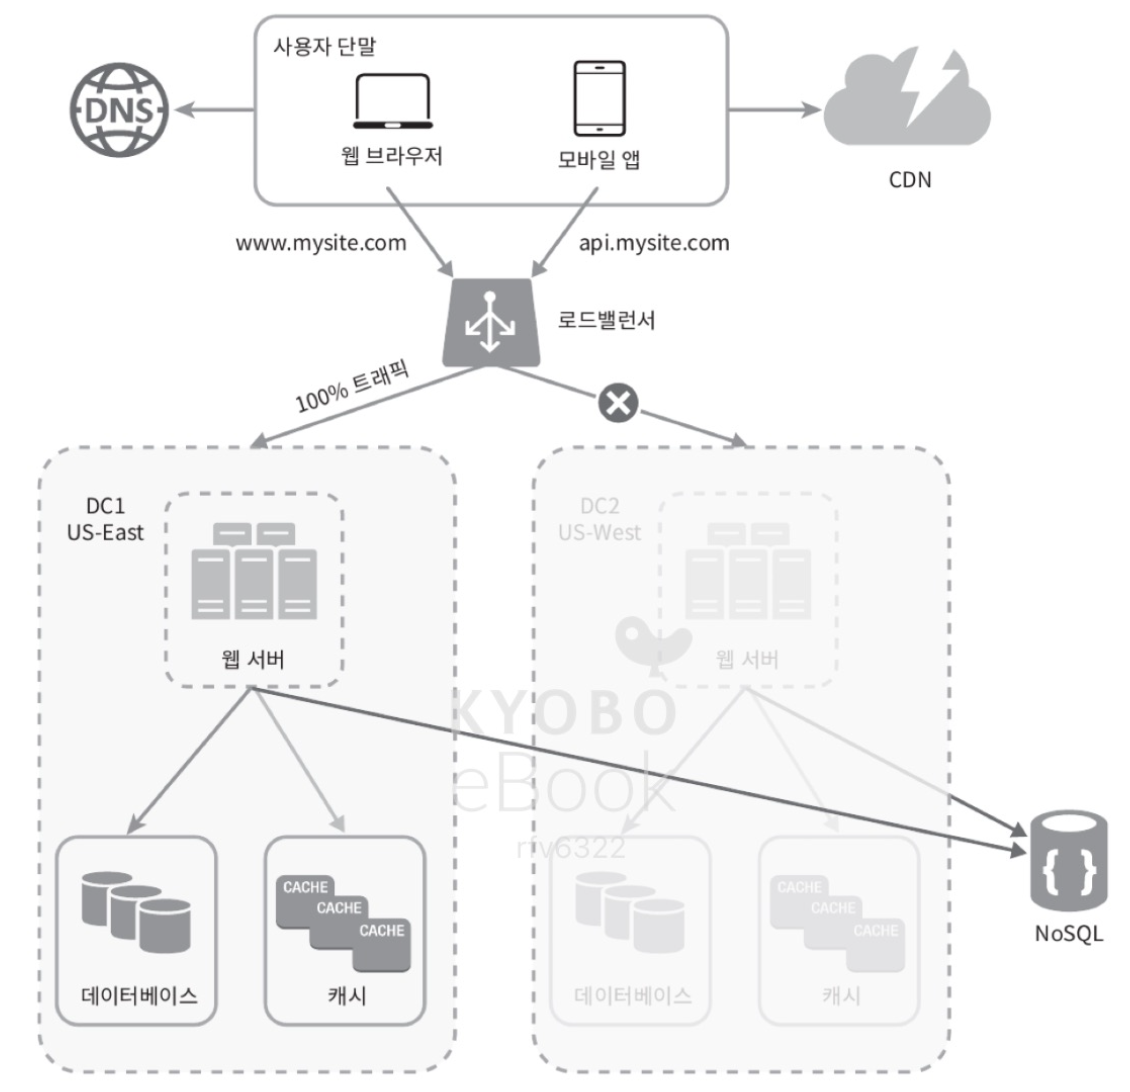 사용자 단말
DNS
웹 브라우저
모바일 앱
CDN
www.mysite.com
api.mysite.com
로드밸런서
100% 트래픽
DC1
US-East
웹 서버
DC2
US-West
웹 서버
KYOBO
eBook
rfv6322
CACHE
CACHE
CACHE
데이터베이스
캐시
CACHE
CACHE
CACHE
데이터베이스
캐시
{ }
NoSQL